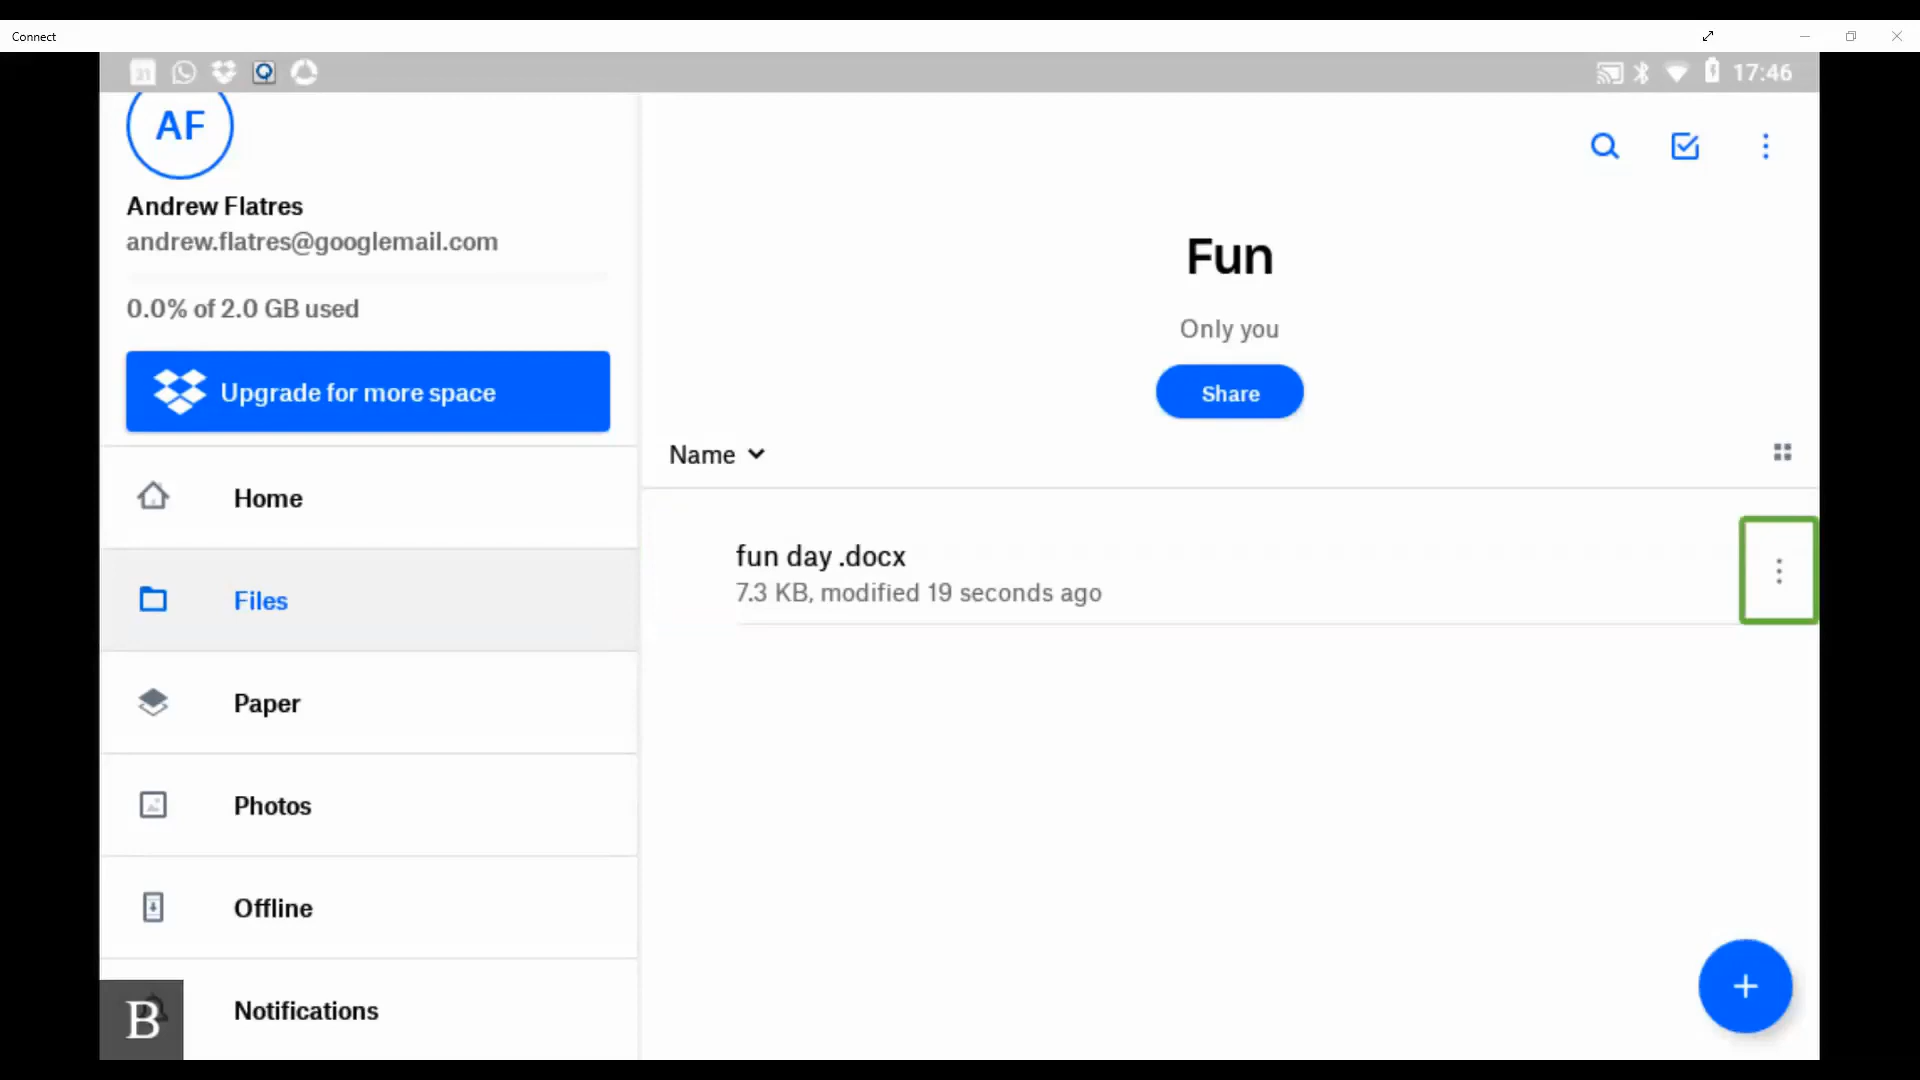 Connect
31
17:46
AF
Andrew Flatres
andrew.flatres@googlemail.com
0.0% of 2.0 GB used
Upgrade for more space
Home
Files
Paper
Photos
Offline
Notifications
B
Fun
Only you
Share
Name
fun day .docx
7.3 KB, modified 19 seconds ago